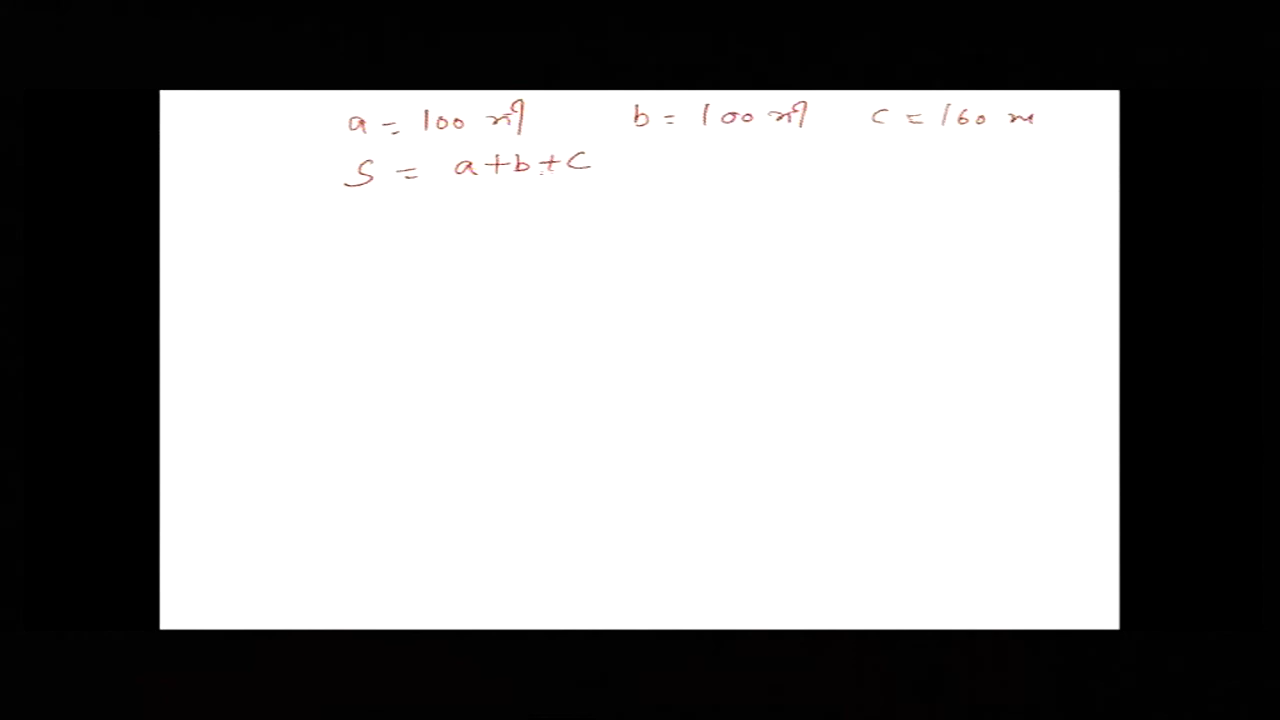 a = 100 मी b = 100 मी c = 160 म
S = a+b+c